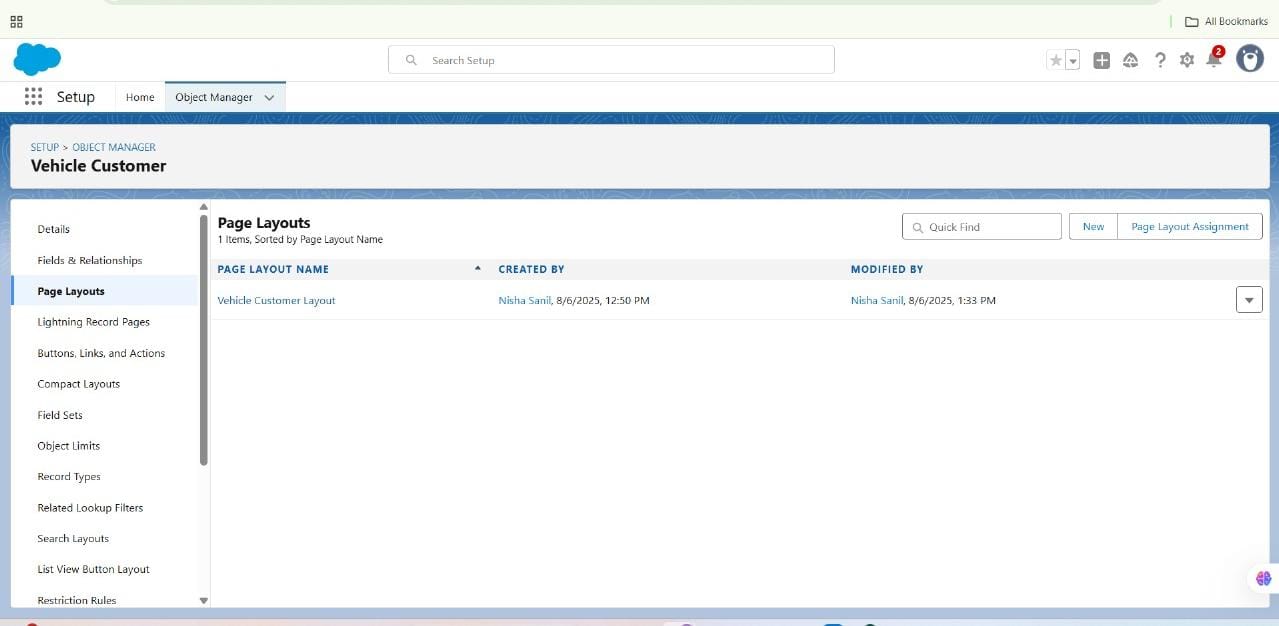 All Bookmarks
Search Setup
2
Setup
Home
Object Manager
SETUP > OBJECT MANAGER
Vehicle Customer
Details
Fields & Relationships
Page Layouts
Lightning Record Pages
Buttons, Links, and Actions
Compact Layouts
Field Sets
Object Limits
Record Types
Related Lookup Filters
Search Layouts
List View Button Layout
Restriction Rules
Page Layouts
1 Items, Sorted by Page Layout Name
Quick Find
New
Page Layout Assignment
PAGE LAYOUT NAME CREATED BY MODIFIED BY
Vehicle Customer Layout Nisha Sanil, 8/6/2025, 12:50 PM Nisha Sanil, 8/6/2025, 1:33 PM